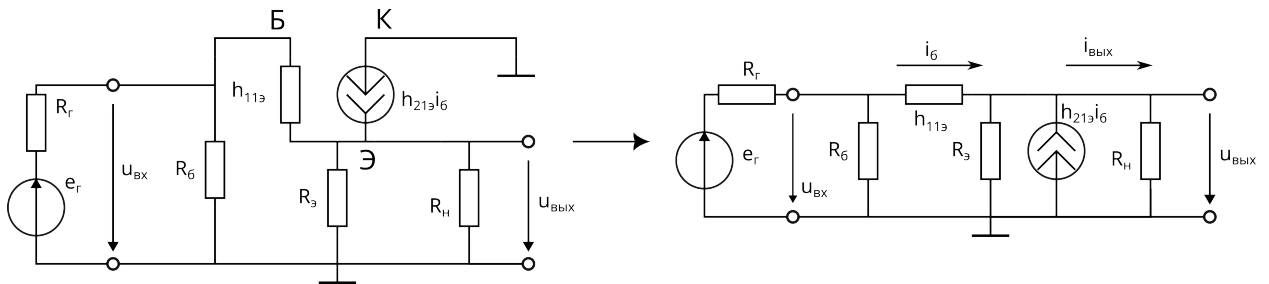 Б
К
Rг
eг
uвх
Rб
h11э
h21эiб
Э
Rэ
Rн
uвых
Rг
eг
uвх
Rб
iб
h11э
Rэ
h21эiб
iвых
Rн
uвых